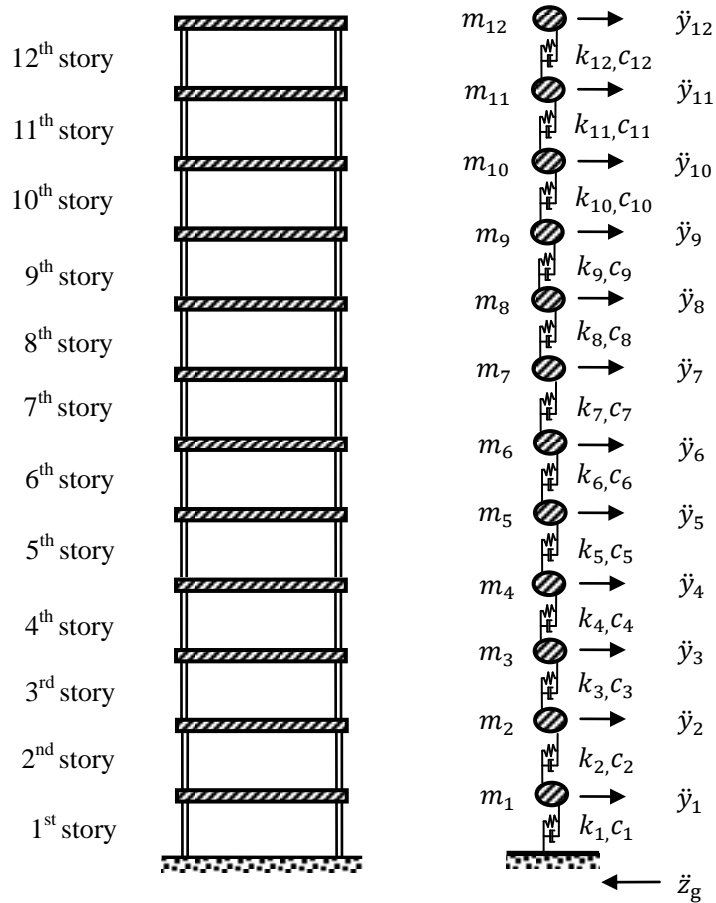 m₁₂ ÿ₁₂
12ᵗʰ story k₁₂,c₁₂
m₁₁ ÿ₁₁
11ᵗʰ story k₁₁,c₁₁
m₁₀ ÿ₁₀
10ᵗʰ story k₁₀,c₁₀
m₉ ÿ₉
9ᵗʰ story k₉,c₉
m₈ ÿ₈
8ᵗʰ story k₈,c₈
m₇ ÿ₇
7ᵗʰ story k₇,c₇
m₆ ÿ₆
6ᵗʰ story k₆,c₆
m₅ ÿ₅
5ᵗʰ story k₅,c₅
m₄ ÿ₄
4ᵗʰ story k₄,c₄
m₃ ÿ₃
3ʳᵈ story k₃,c₃
m₂ ÿ₂
2ⁿᵈ story k₂,c₂
m₁ ÿ₁
1ˢᵗ story k₁,c₁
z̈g